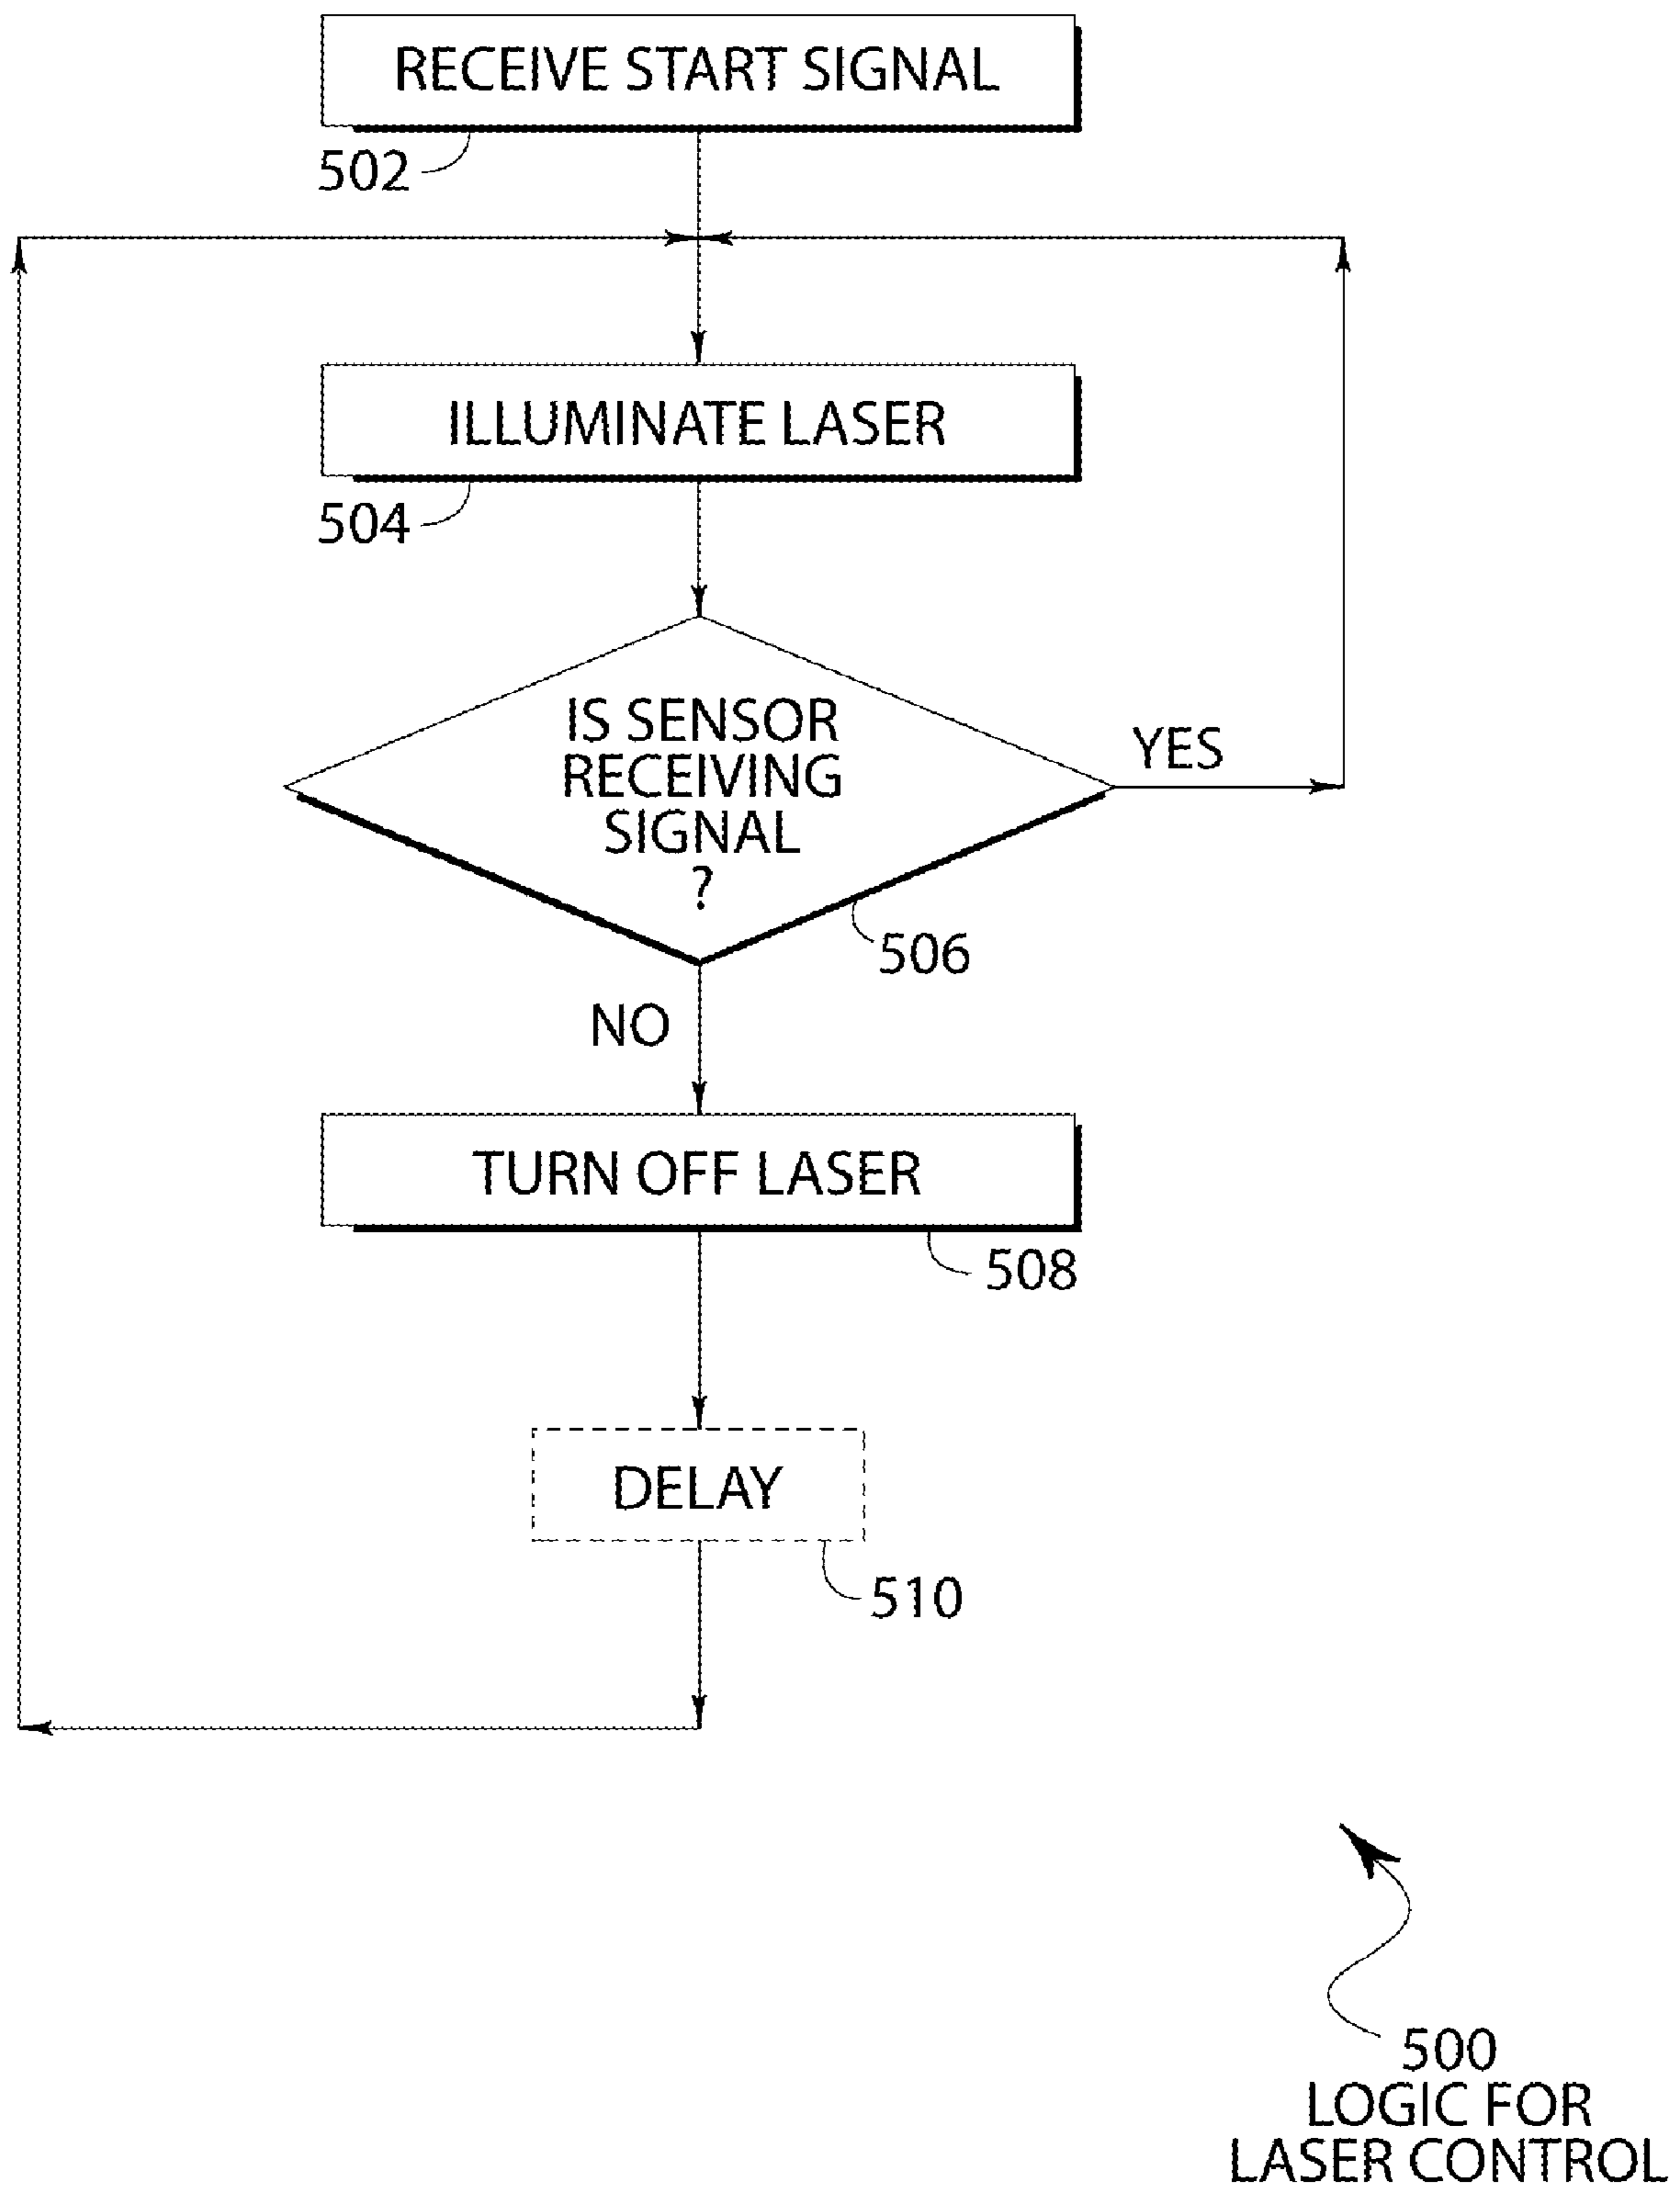 RECEIVE START SIGNAL
502
ILLUMINATE LASER
504
IS SENSOR
RECEIVING
SIGNAL
?
YES
506
NO
TURN OFF LASER
508
DELAY
510
500
LOGIC FOR
LASER CONTROL